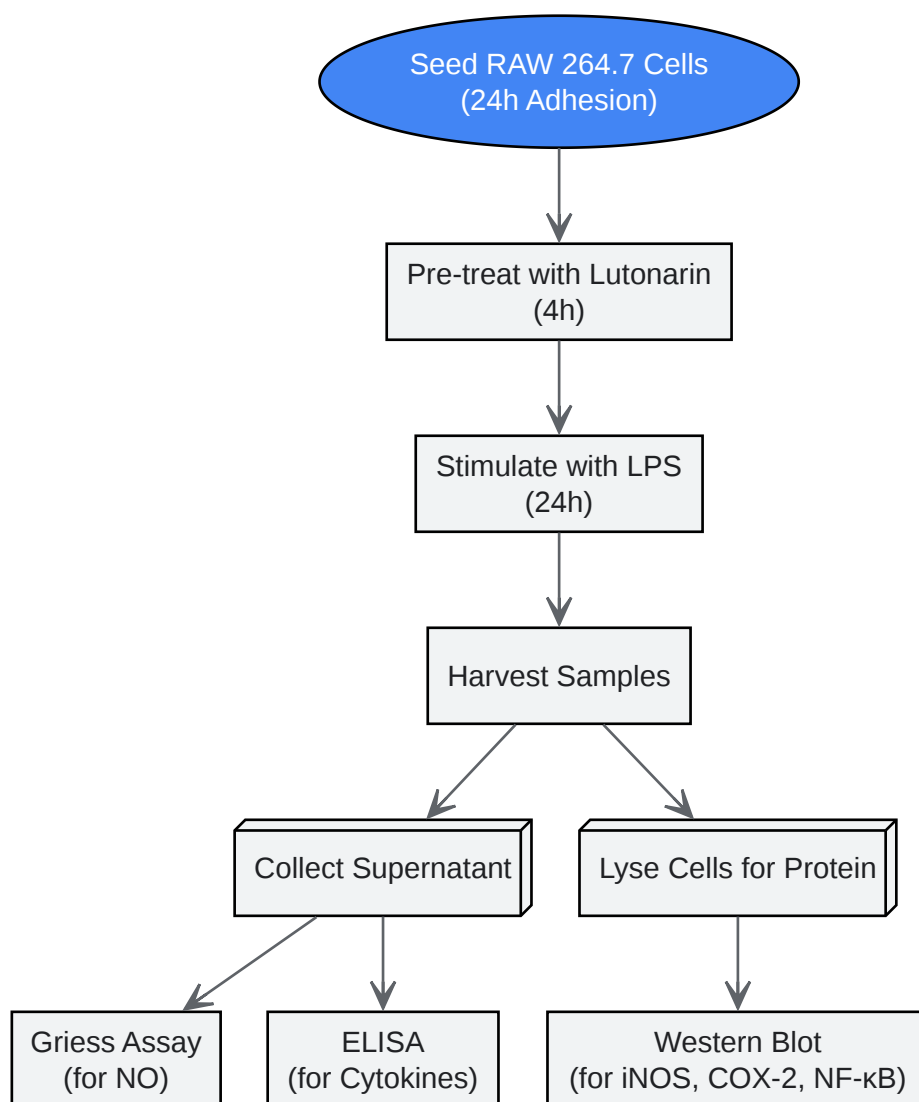 Seed RAW 264.7 Cells
(24h Adhesion)
Pre-treat with Lutonarin
(4h)
Stimulate with LPS
(24h)
Harvest Samples
Collect Supernatant
Lyse Cells for Protein
Griess Assay
(for NO)
ELISA
(for Cytokines)
Western Blot
(for iNOS, COX-2, NF-κB)